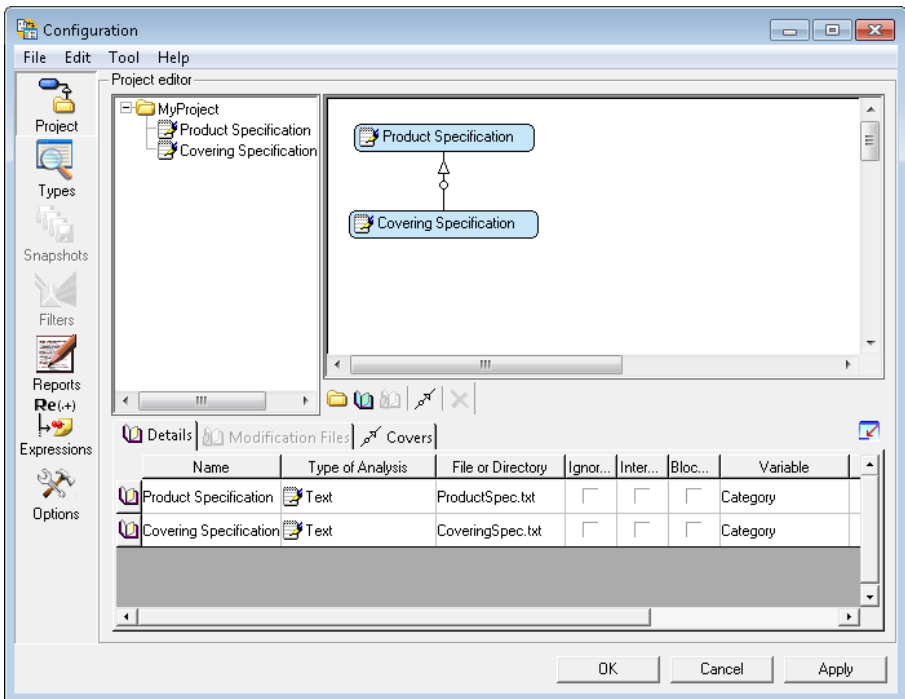 Configuration
File Edit Tool Help
Project editor
Project
Types
Snapshots
Filters
Reports
Re(.+)
Expressions
Options
MyProject
Product Specification
Covering Specification
Product Specification
Covering Specification
Details Modification Files Covers
Name Type of Analysis File or Directory Ignor... Inter... Bloc... Variable
Product Specification Text ProductSpec.txt Category
Covering Specification Text CoveringSpec.txt Category
OK Cancel Apply